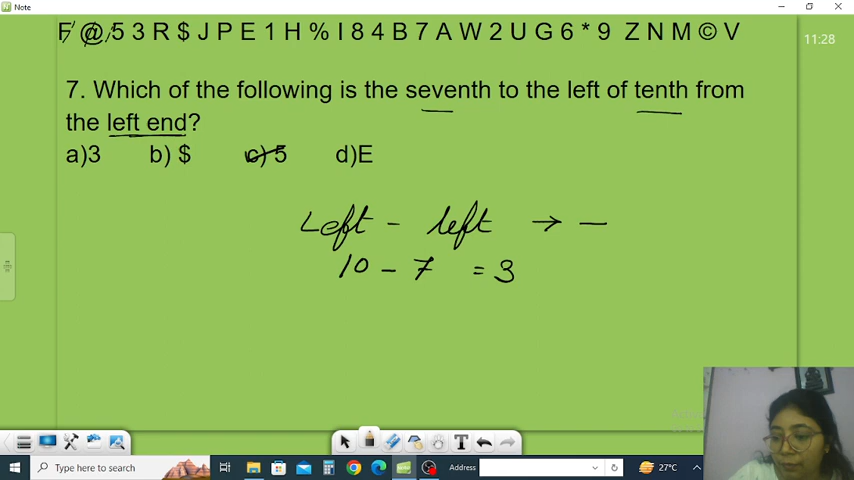 Note
F @ 5 3 R $ J P E 1 H % I 8 4 B 7 A W 2 U G 6 * 9 Z N M © V
11:28
7. Which of the following is the seventh to the left of tenth from
the left end?
a)3 b) $ c) 5 d)E
Left - left → -
10 - 7 = 3
Type here to search
Address
27°C